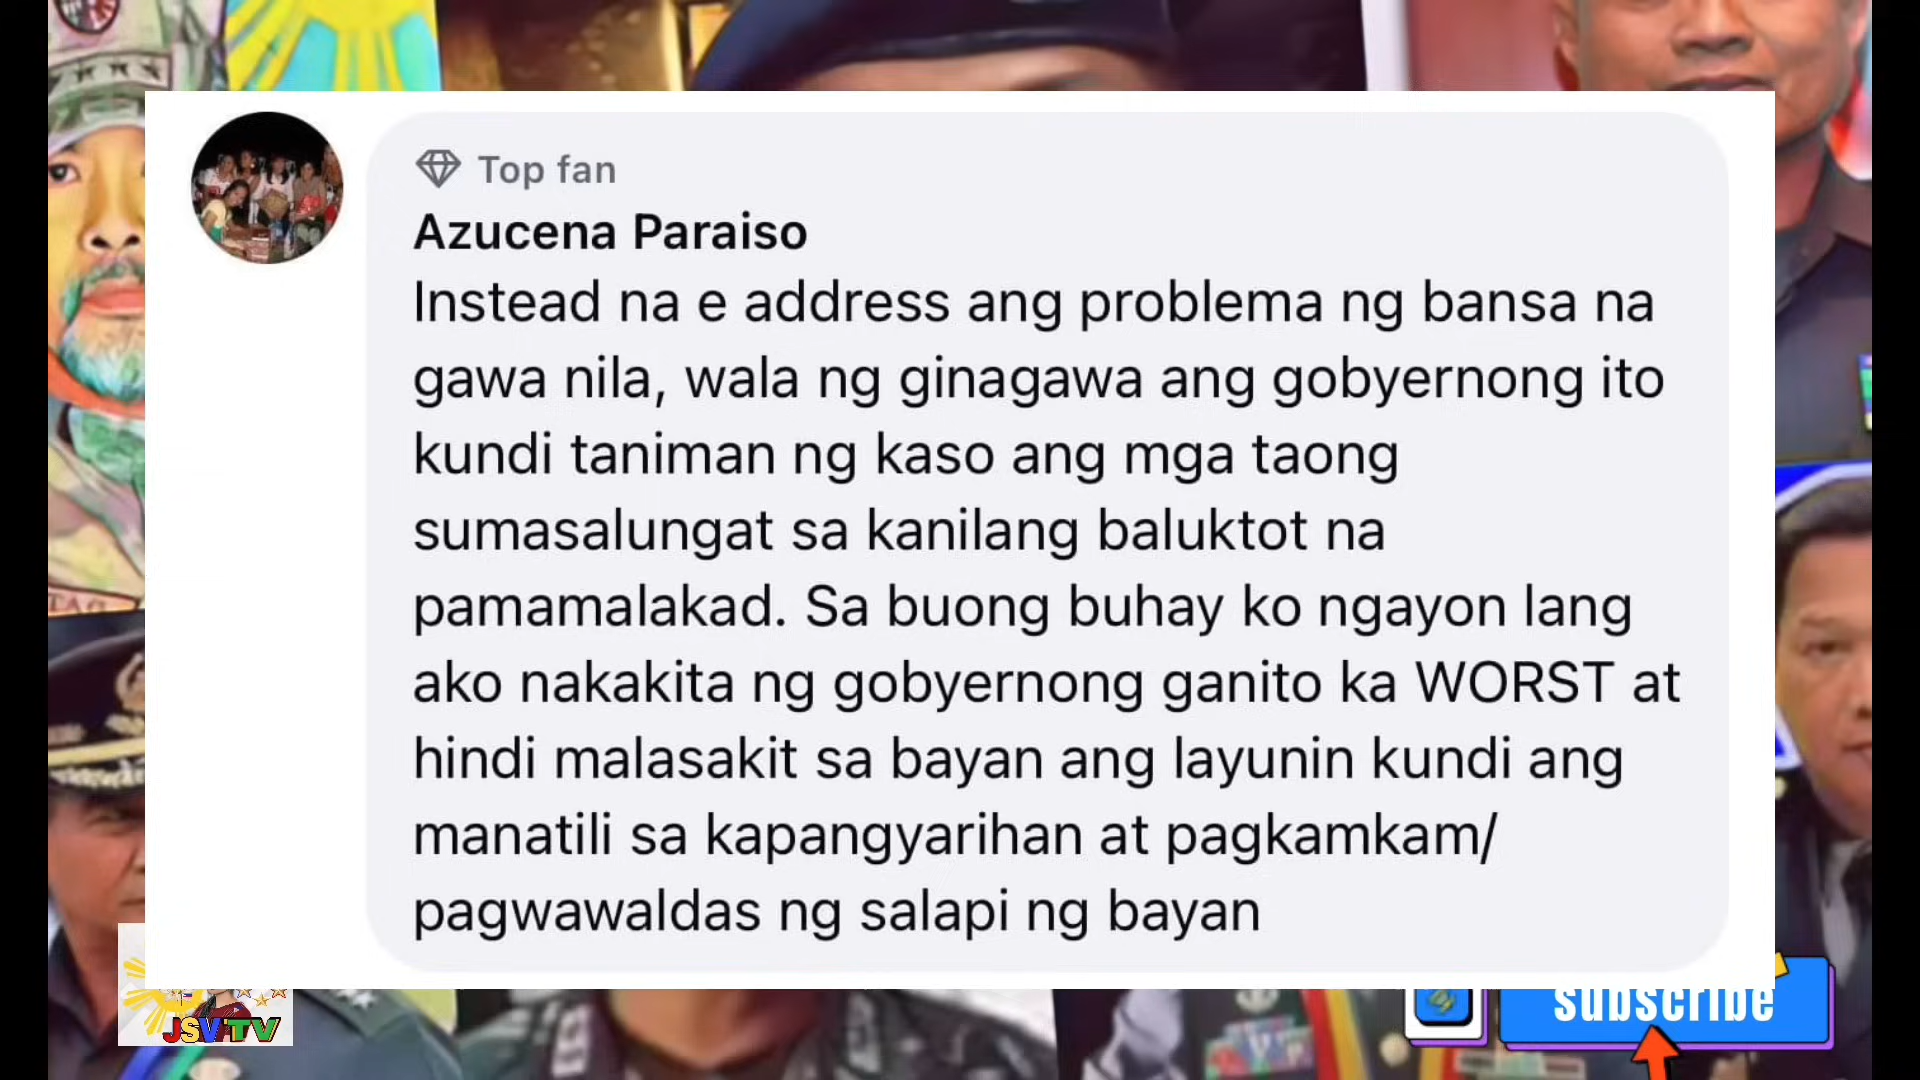 Top fan
Azucena Paraiso
Instead na e address ang problema ng bansa na
gawa nila, wala ng ginagawa ang gobyernong ito
kundi taniman ng kaso ang mga taong
sumasalungat sa kanilang baluktot na
pamamalakad. Sa buong buhay ko ngayon lang
ako nakakita ng gobyernong ganito ka WORST at
hindi malasakit sa bayan ang layunin kundi ang
manatili sa kapangyarihan at pagkamkam/
pagwawaldas ng salapi ng bayan
JSV TV
subscribe